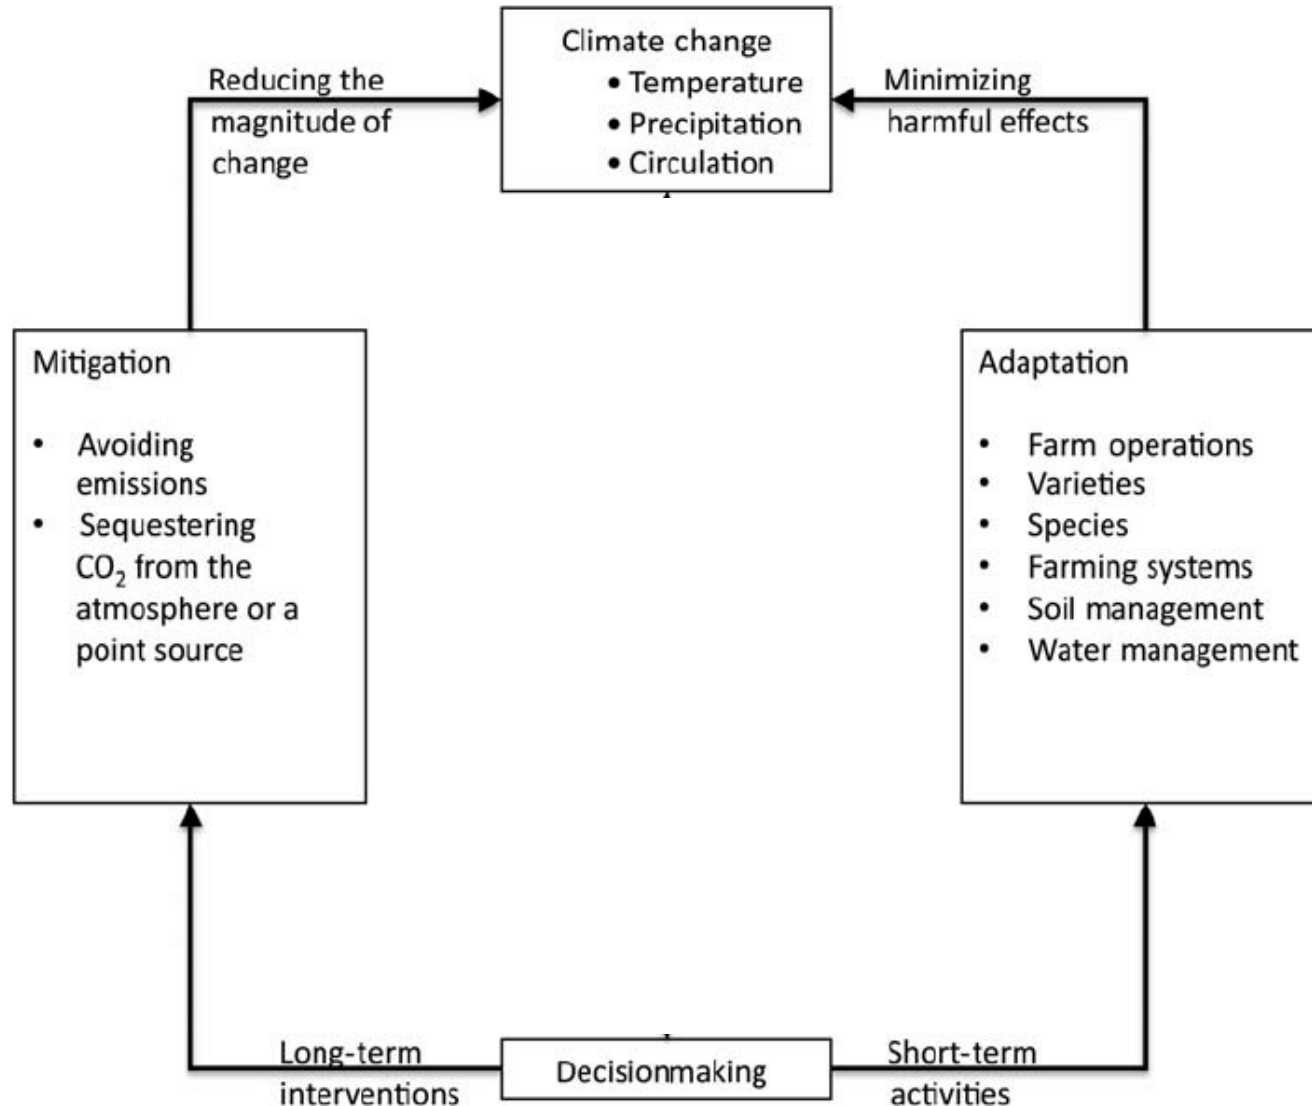 Climate change
• Temperature
• Precipitation
• Circulation
Reducing the
magnitude of
change
Minimizing
harmful effects
Mitigation
• Avoiding
emissions
• Sequestering
CO₂ from the
atmosphere or a
point source
Adaptation
• Farm operations
• Varieties
• Species
• Farming systems
• Soil management
• Water management
Long-term
interventions
Decisionmaking
Short-term
activities